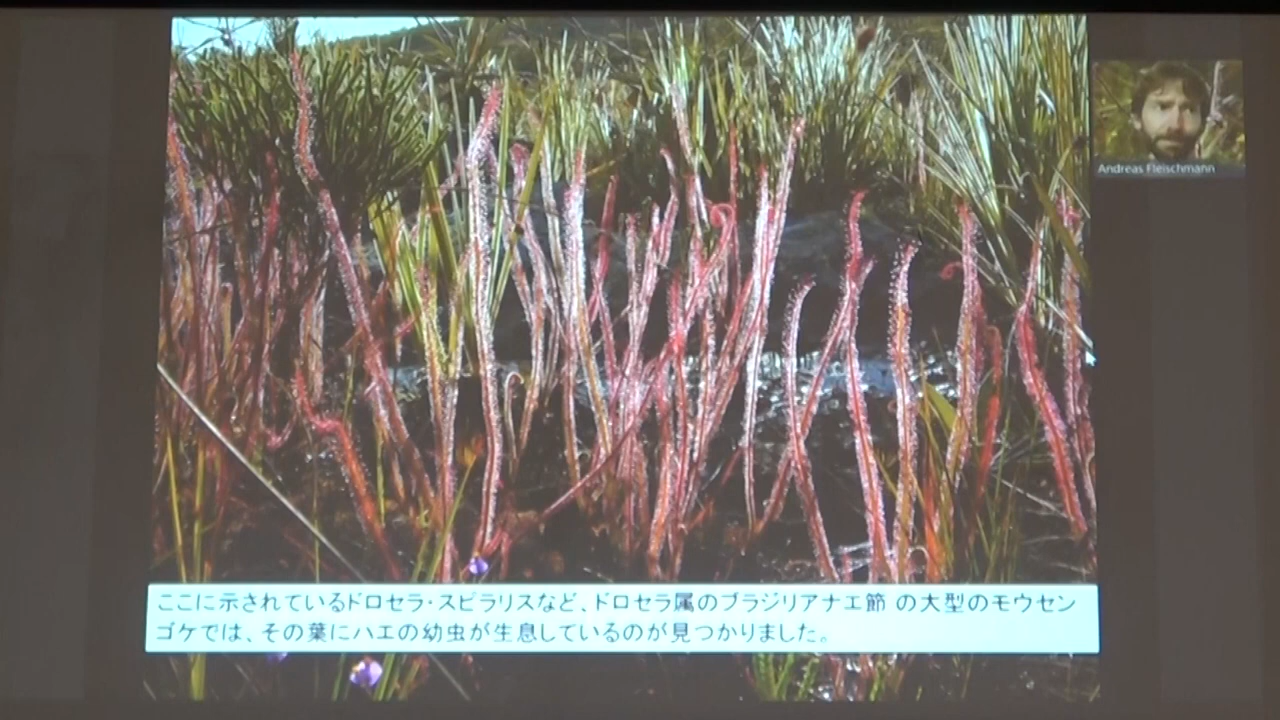 Andreas Fleischmann
ここに示されているドロセラ・スピラリスなど、ドロセラ属のブラジリアナエ節 の大型のモウセン
ゴケでは、その葉にハエの幼虫が生息しているのが見つかりました。